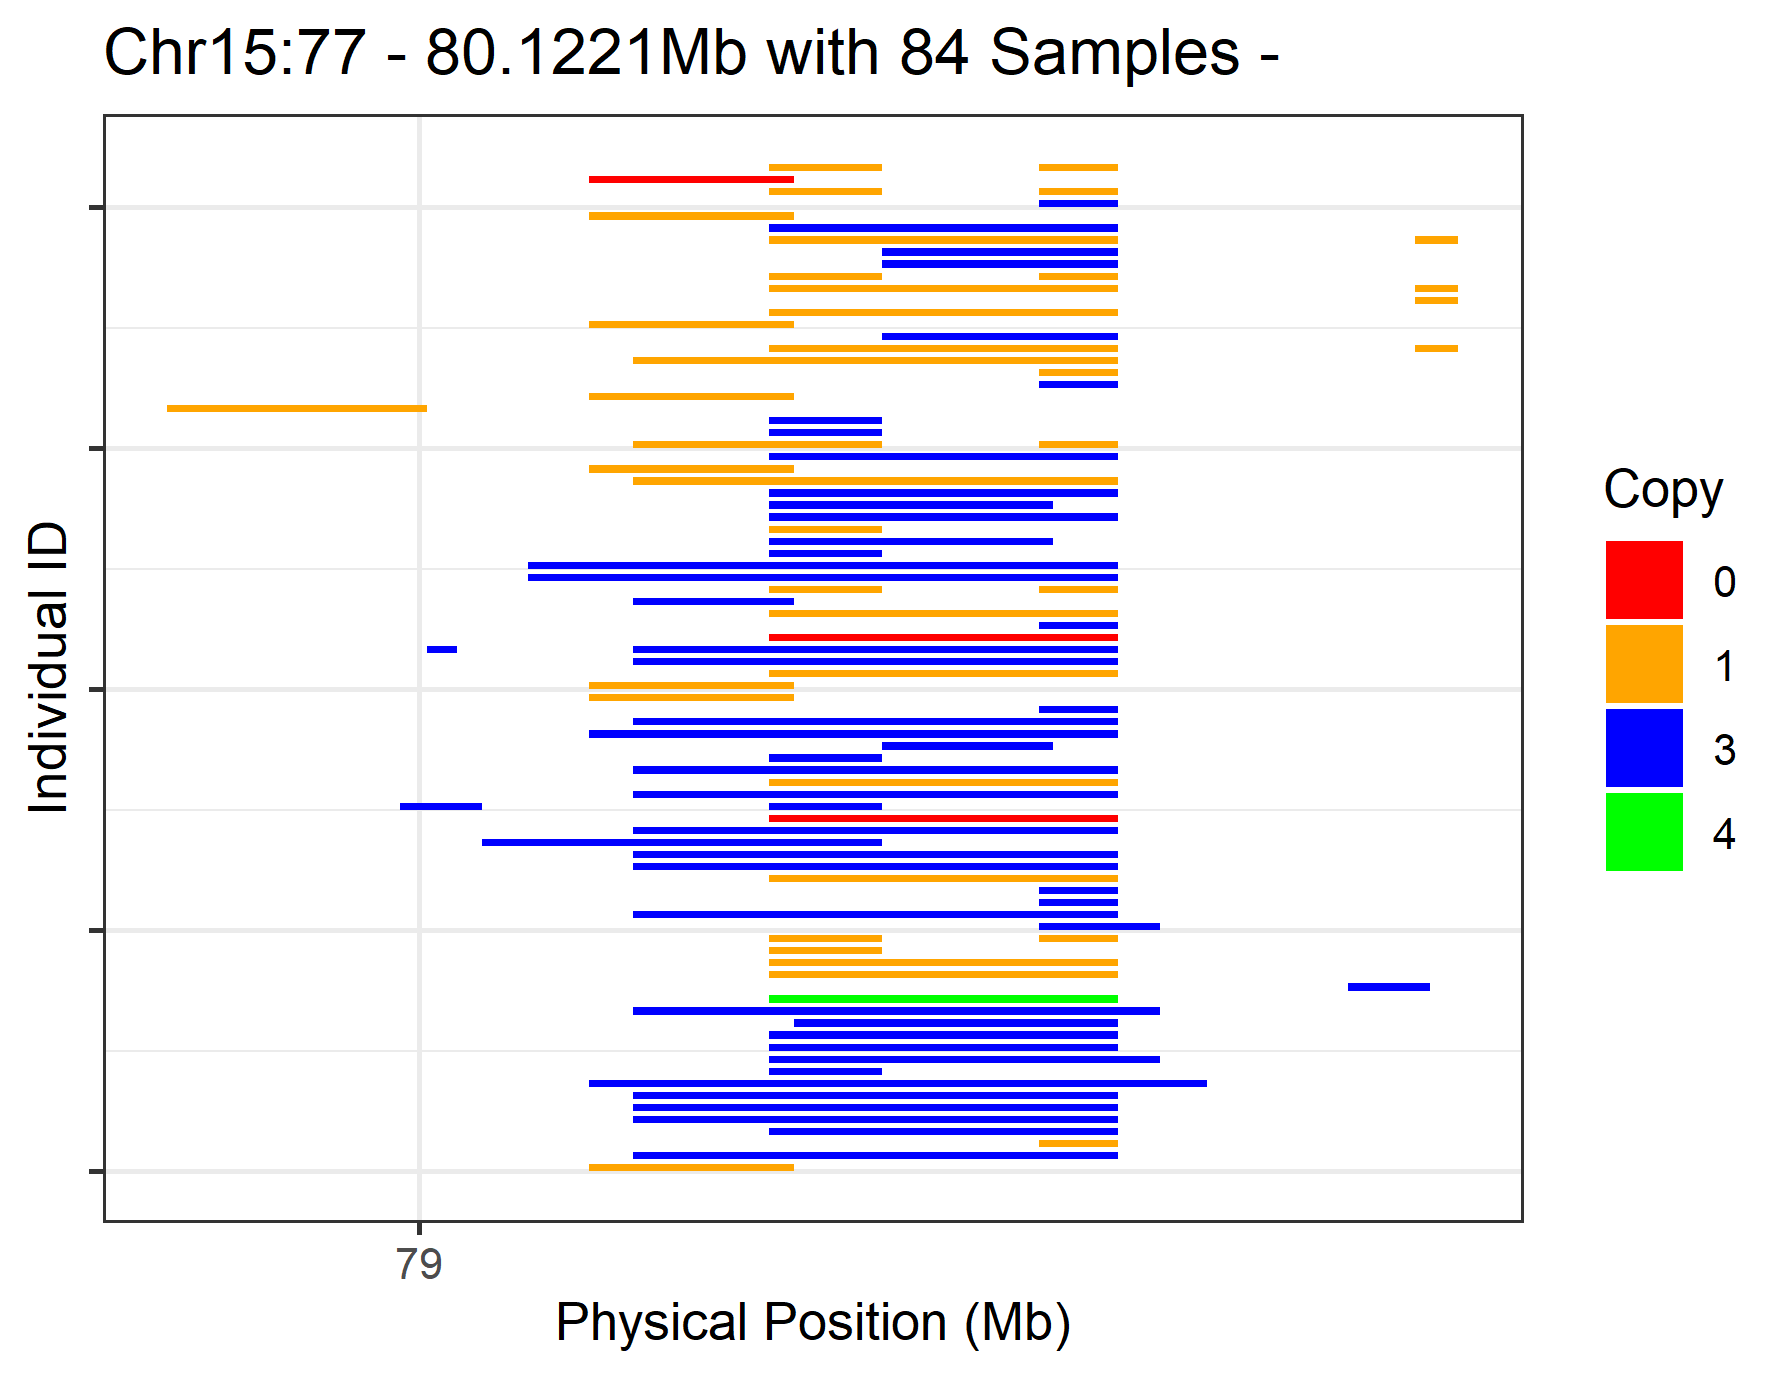 Chr15:77 - 80.1221Mb with 84 Samples -
Individual ID
79
Physical Position (Mb)
Copy
0
1
3
4